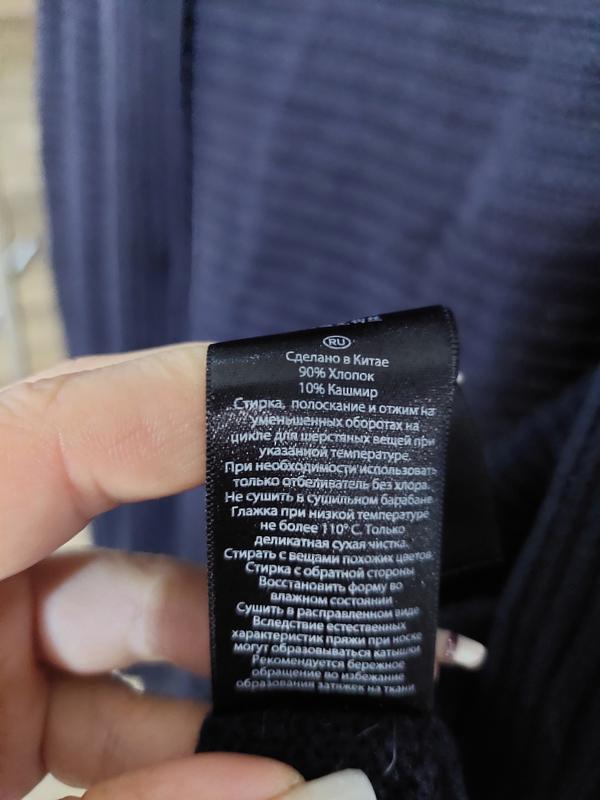 RU
Сделано в Китае
90% Хлопок
10% Кашмир
Стирка, полоскание и отжим на
уменьшенных оборотах на
цикле для шерстяных вещей при
указанной температуре.
При необходимости использовать
только отбеливатель без хлора.
Не сушить в сушильном барабане
Глажка при низкой температуре
не более 110° C. Только
деликатная сухая чистка.
Стирать с вещами похожих цветов
Стирка с обратной стороны
Восстановить форму во
влажном состоянии
Сушить в расправленном виде
Вследствие естественных
характеристик пряжи при носке
могут образовываться катышки
Рекомендуется бережное
обращение во избежание
образования затяжек на ткани